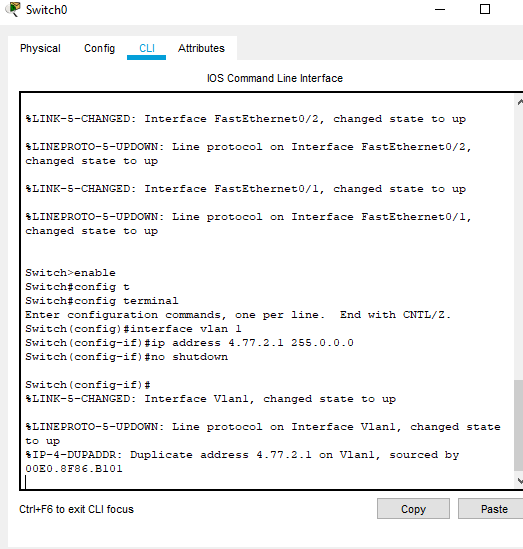 Switch0
Physical Config CLI Attributes
IOS Command Line Interface
%LINK-5-CHANGED: Interface FastEthernet0/2, changed state to up
%LINEPROTO-5-UPDOWN: Line protocol on Interface FastEthernet0/2,
changed state to up
%LINK-5-CHANGED: Interface FastEthernet0/1, changed state to up
%LINEPROTO-5-UPDOWN: Line protocol on Interface FastEthernet0/1,
changed state to up
Switch>enable
Switch#config t
Switch#config terminal
Enter configuration commands, one per line.  End with CNTL/Z.
Switch(config)#interface vlan 1
Switch(config-if)#ip address 4.77.2.1 255.0.0.0
Switch(config-if)#no shutdown
Switch(config-if)#
%LINK-5-CHANGED: Interface Vlan1, changed state to up
%LINEPROTO-5-UPDOWN: Line protocol on Interface Vlan1, changed state
to up
%IP-4-DUPADDR: Duplicate address 4.77.2.1 on Vlan1, sourced by
00E0.8F86.B101
Ctrl+F6 to exit CLI focus
Copy Paste